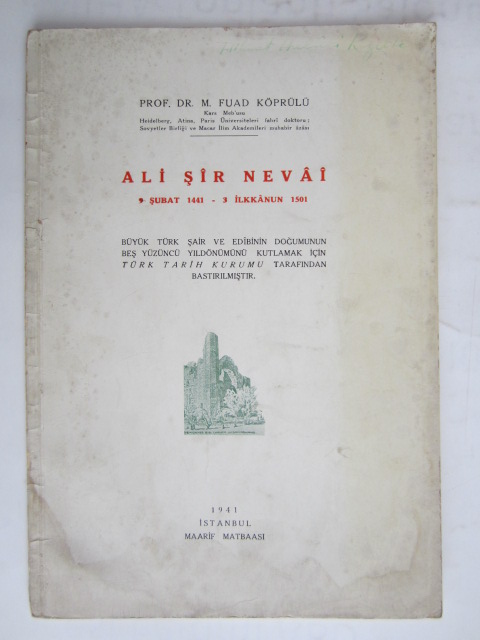 PROF. DR. M. FUAD KÖPRÜLÜ
Kars Meb'usu
Heidelberg, Atina, Paris Üniversiteleri fahrî doktoru;
Sovyetler Birliği ve Macar İlim Akademileri muhabir âzâsı
ALİ ŞÎR NEVÂÎ
9 ŞUBAT 1441 - 3 İLKKÂNUN 1501
BÜYÜK TÜRK ŞAİR VE EDÎBİNİN DOĞUMUNUN
BEŞ YÜZÜNCÜ YILDÖNÜMÜNÜ KUTLAMAK İÇİN
TÜRK TARİH KURUMU TARAFINDAN
BASTIRILMIŞTIR.
1941
İSTANBUL
MAARİF MATBAASI